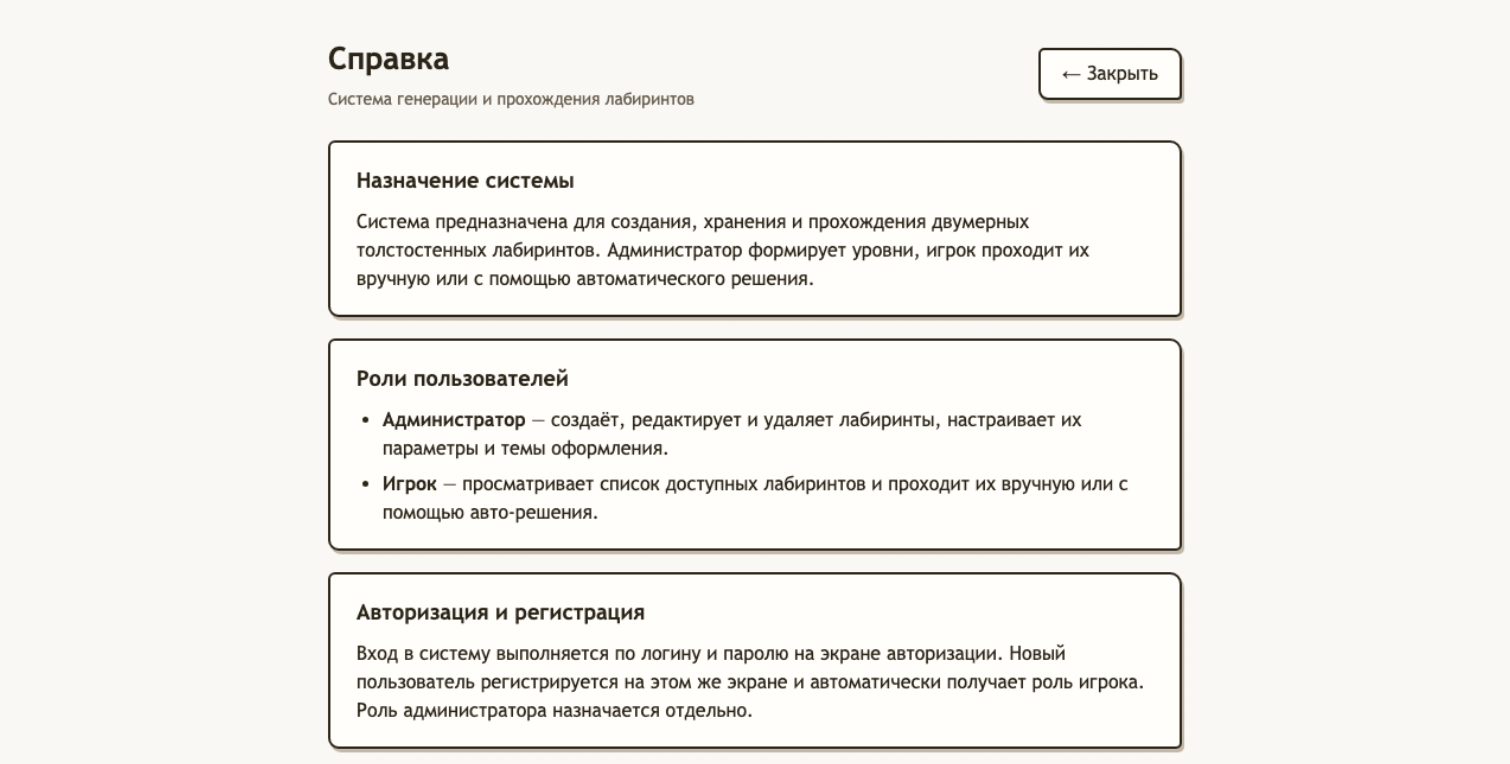 Справка
← Закрыть
Система генерации и прохождения лабиринтов
Назначение системы
Система предназначена для создания, хранения и прохождения двумерных
толстостенных лабиринтов. Администратор формирует уровни, игрок проходит их
вручную или с помощью автоматического решения.
Роли пользователей
• Администратор — создаёт, редактирует и удаляет лабиринты, настраивает их
параметры и темы оформления.
• Игрок — просматривает список доступных лабиринтов и проходит их вручную или с
помощью авто-решения.
Авторизация и регистрация
Вход в систему выполняется по логину и паролю на экране авторизации. Новый
пользователь регистрируется на этом же экране и автоматически получает роль игрока.
Роль администратора назначается отдельно.